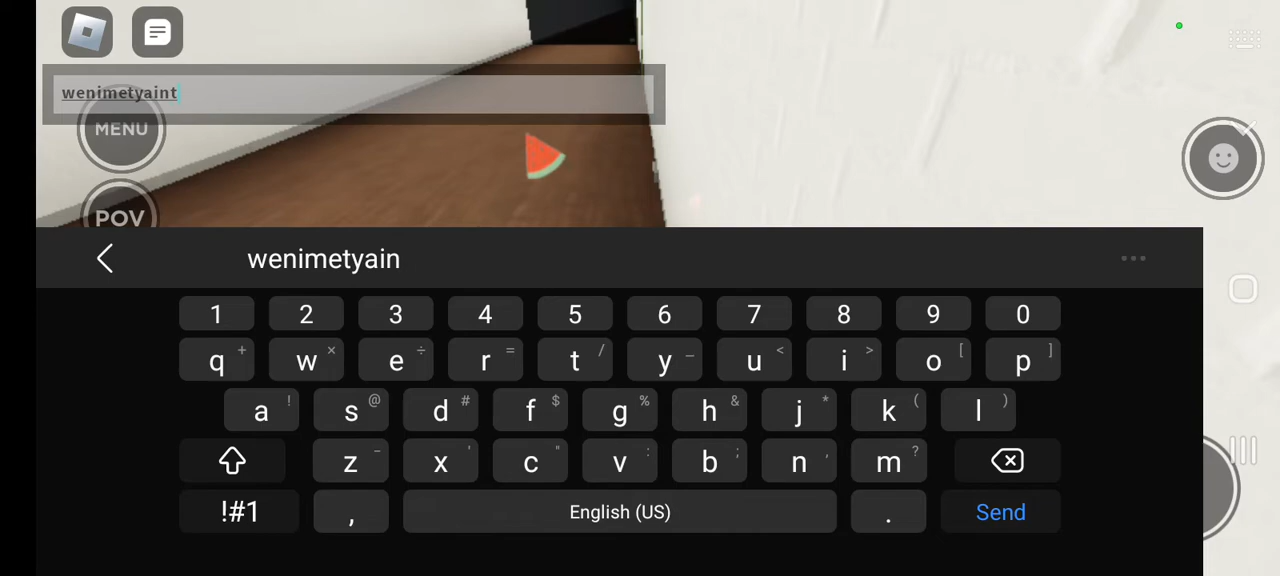 wenimetyaint
MENU
POV
wenimetyain
1 2 3 4 5 6 7 8 9 0
q + w × e ÷ r = t / y _ u < i > o [ p ]
a ! s @ d # f $ g % h & j * k ( l )
z - x ' c " v : b ; n , m ?
!#1 , English (US) . Send